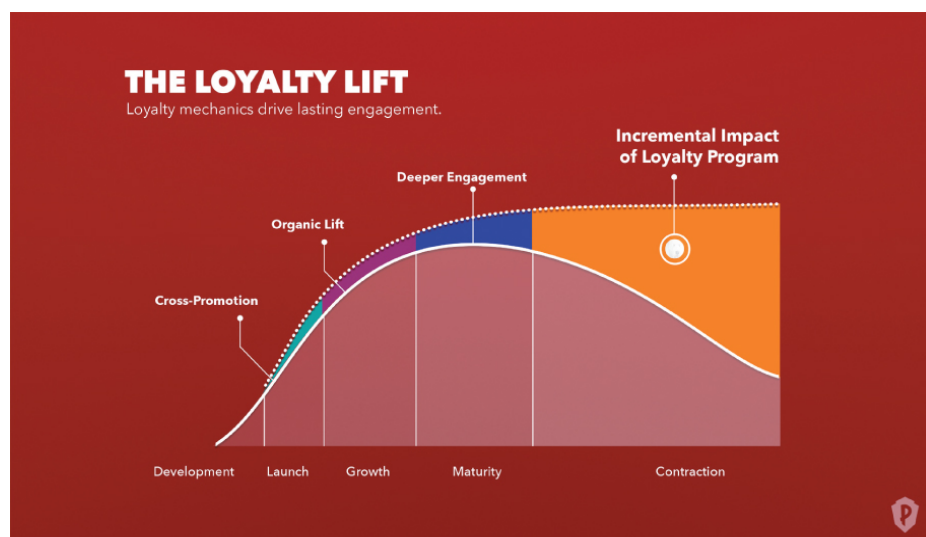 THE LOYALTY LIFT
Loyalty mechanics drive lasting engagement.
Incremental Impact
of Loyalty Program
Deeper Engagement
Organic Lift
Cross-Promotion
Development
Launch
Growth
Maturity
Contraction
P